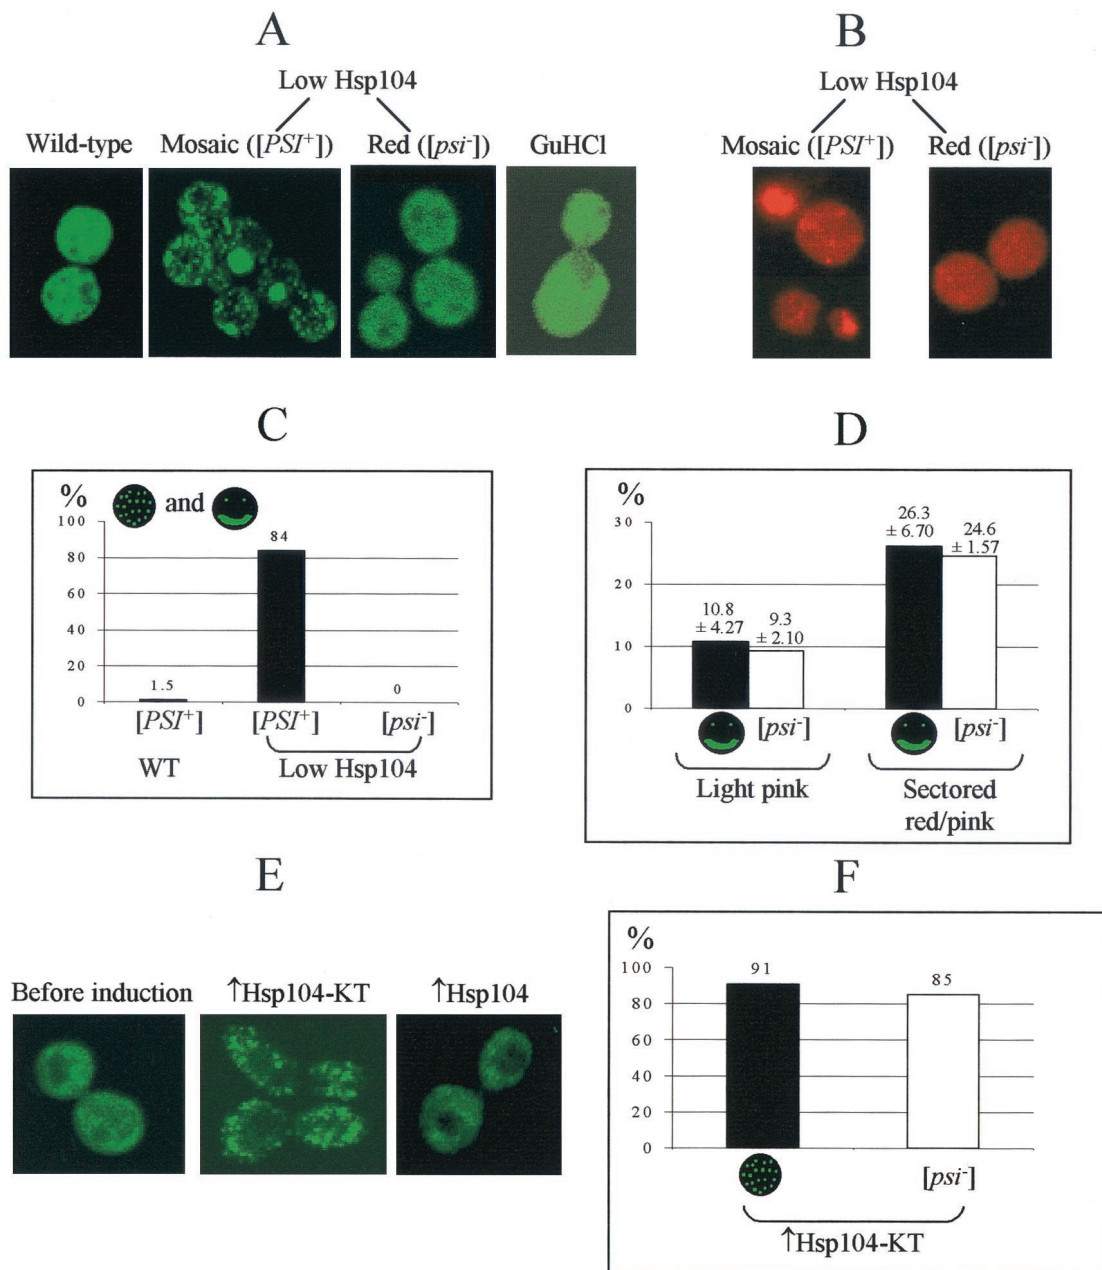 A
Low Hsp104
Wild-type Mosaic ([PSI+]) Red ([psi-]) GuHCl
B
Low Hsp104
Mosaic ([PSI+]) Red ([psi-])
C
% and
100
80
60
40
20
0
1.5
84
0
[PSI+] [PSI+] [psi-]
WT Low Hsp104
D
%
30
20
10
0
10.8
± 4.27
9.3
± 2.10
26.3
± 6.70
24.6
± 1.57
[psi-] [psi-]
Light pink Sectored
red/pink
E
Before induction ↑Hsp104-KT ↑Hsp104
F
%
100
80
60
40
20
0
91
85
[psi-]
↑Hsp104-KT